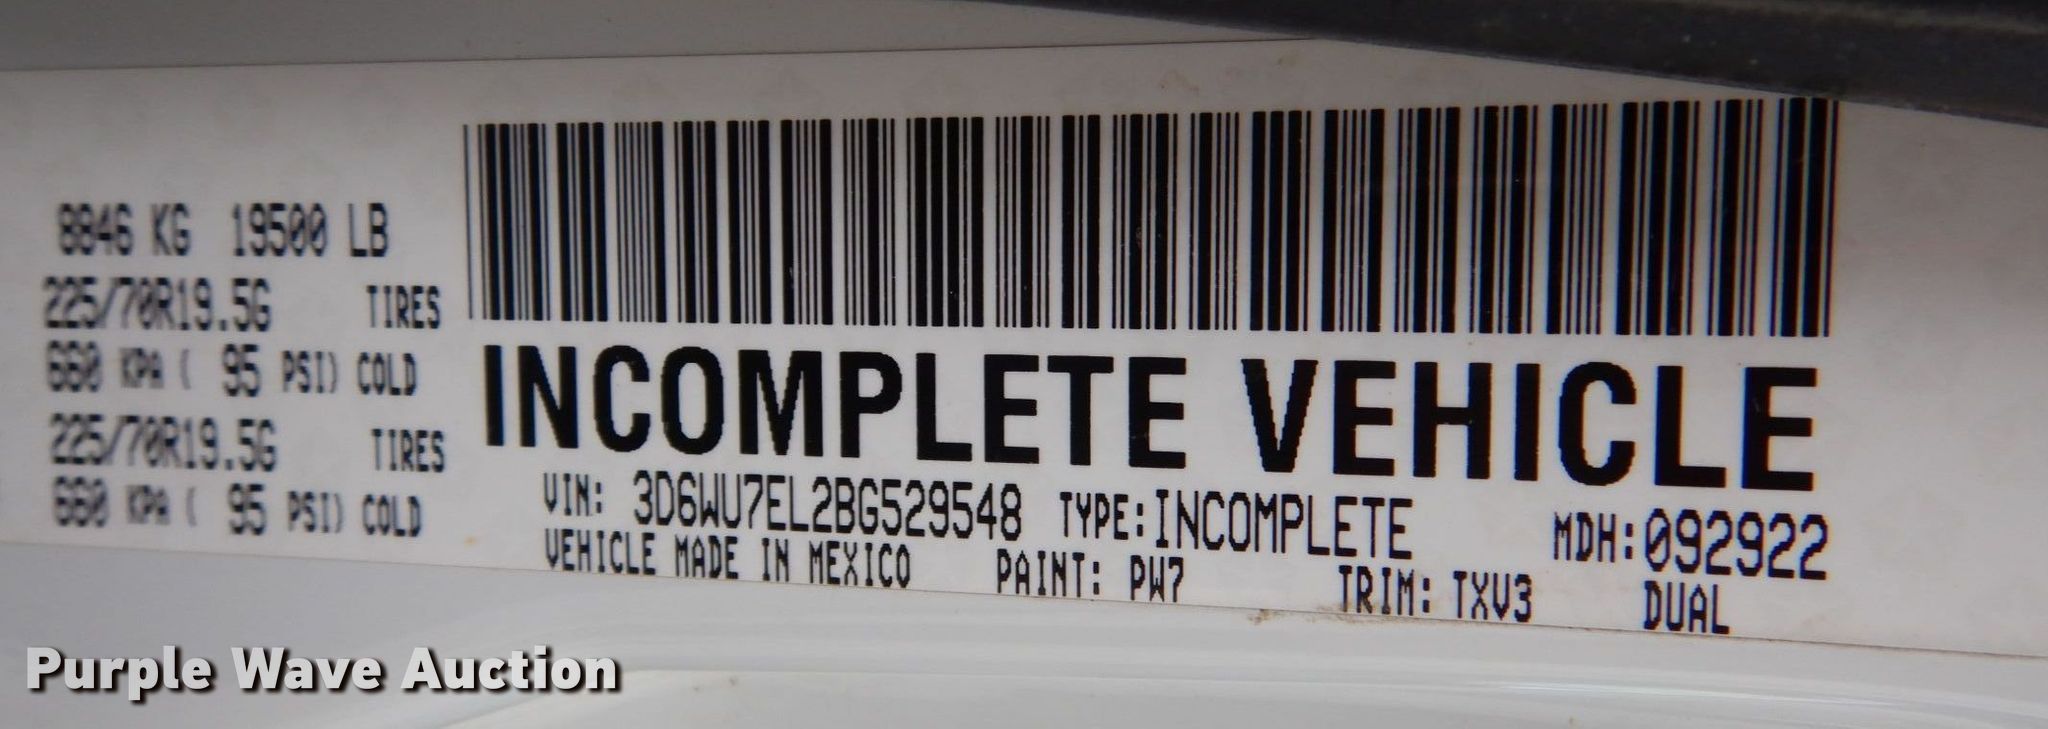 8846 KG 19500 LB
225/70R19.5G TIRES
660 KPA ( 95 PSI) COLD
225/70R19.5G TIRES
660 KPA ( 95 PSI) COLD
INCOMPLETE VEHICLE
VIN: 3D6WU7EL2BG529548 TYPE: INCOMPLETE MDH: 092922
VEHICLE MADE IN MEXICO PAINT: PW7 TRIM: TXV3 DUAL
Purple Wave Auction